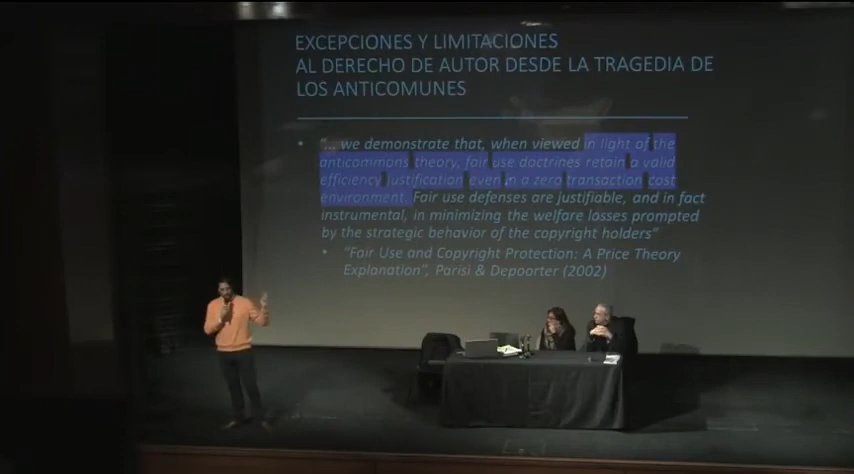 EXCEPCIONES Y LIMITACIONES
AL DERECHO DE AUTOR DESDE LA TRAGEDIA DE
LOS ANTICOMUNES
• "... we demonstrate that, when viewed in light of the
anticommons theory, fair use doctrines retain a valid
efficiency justification even in a zero transaction cost
environment. Fair use defenses are justifiable, and in fact
instrumental, in minimizing the welfare losses prompted
by the strategic behavior of the copyright holders"
• "Fair Use and Copyright Protection: A Price Theory
Explanation", Parisi & Depoorter (2002)